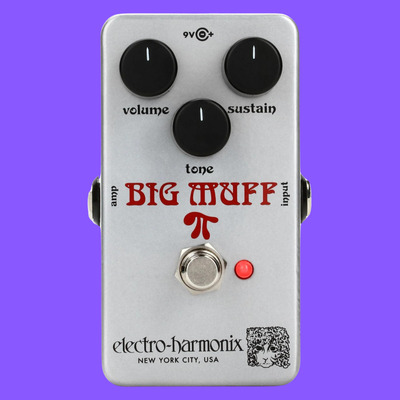 9V +
volume
sustain
tone
amp
BIG MUFF
input
π
electro-harmonix
NEW YORK CITY, USA